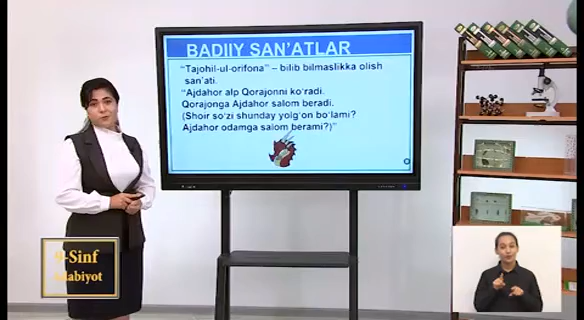 BADIIY SAN’ATLAR
“Tajohil-ul-orifona” – bilib bilmaslikka olish
san’ati.
“Ajdahor alp Qorajonni ko‘radi.
Qorajonga Ajdahor salom beradi.
(Shoir so‘zi shunday yolg‘on bo‘lami?
Ajdahor odamga salom berami?)”
9-Sinf
adabiyot